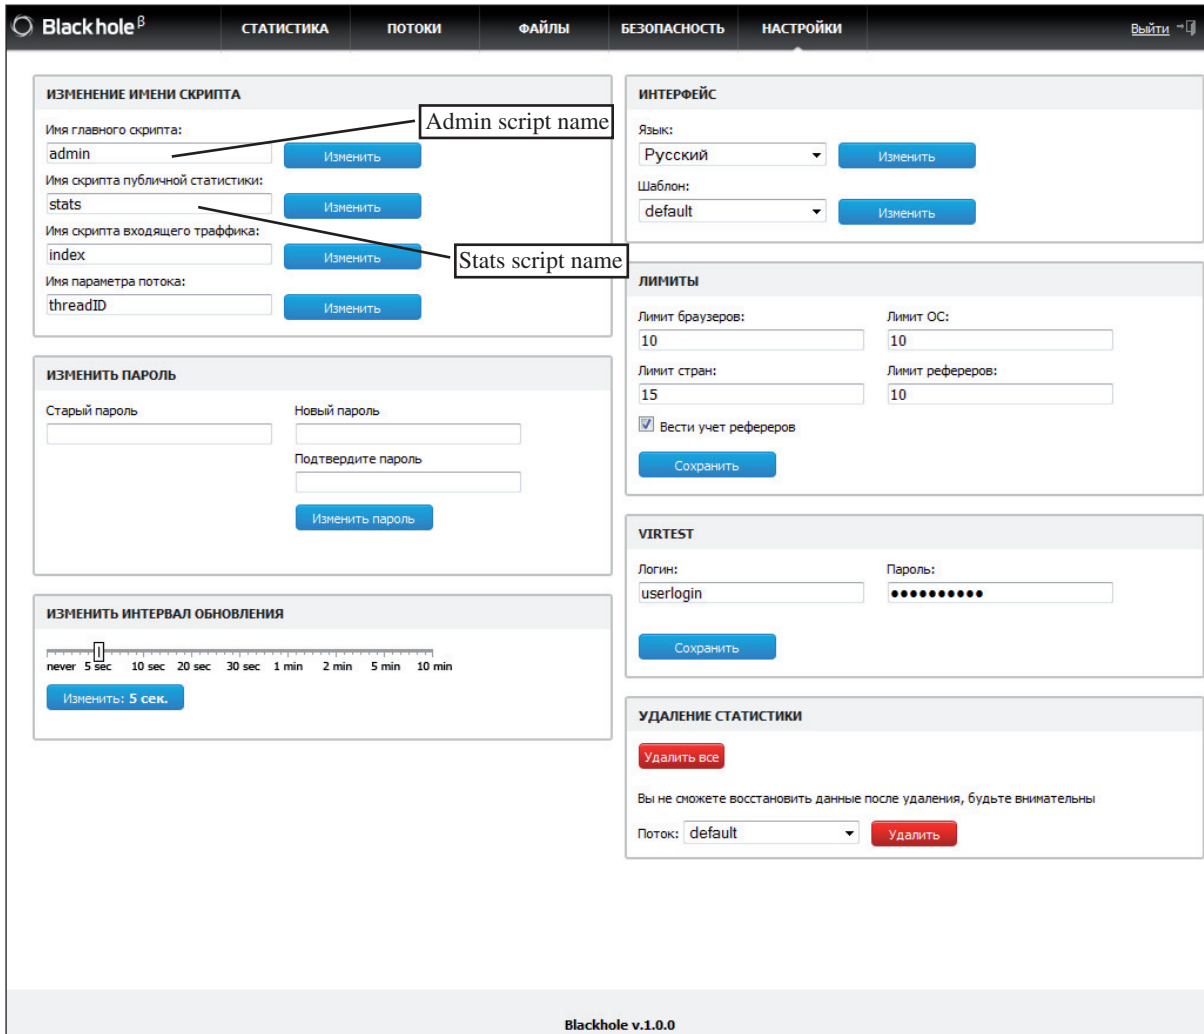 Blackhole β
СТАТИСТИКА ПОТОКИ ФАЙЛЫ БЕЗОПАСНОСТЬ НАСТРОЙКИ
Выйти
ИЗМЕНЕНИЕ ИМЕНИ СКРИПТА
Имя главного скрипта:
admin Изменить
Admin script name
Имя скрипта публичной статистики:
stats Изменить
Имя скрипта входящего траффика:
index Изменить
Stats script name
Имя параметра потока:
threadID Изменить
ИЗМЕНИТЬ ПАРОЛЬ
Старый пароль Новый пароль
Подтвердите пароль
Изменить пароль
ИЗМЕНИТЬ ИНТЕРВАЛ ОБНОВЛЕНИЯ
never 5 sec 10 sec 20 sec 30 sec 1 min 2 min 5 min 10 min
Изменить: 5 сек.
ИНТЕРФЕЙС
Язык:
Русский Изменить
Шаблон:
default Изменить
ЛИМИТЫ
Лимит браузеров: Лимит ОС:
10 10
Лимит стран: Лимит рефереров:
15 10
Вести учет рефереров
Сохранить
VIRTEST
Логин: Пароль:
userlogin ●●●●●●●●●●
Сохранить
УДАЛЕНИЕ СТАТИСТИКИ
Удалить все
Вы не сможете восстановить данные после удаления, будьте внимательны
Поток: default Удалить
Blackhole v.1.0.0